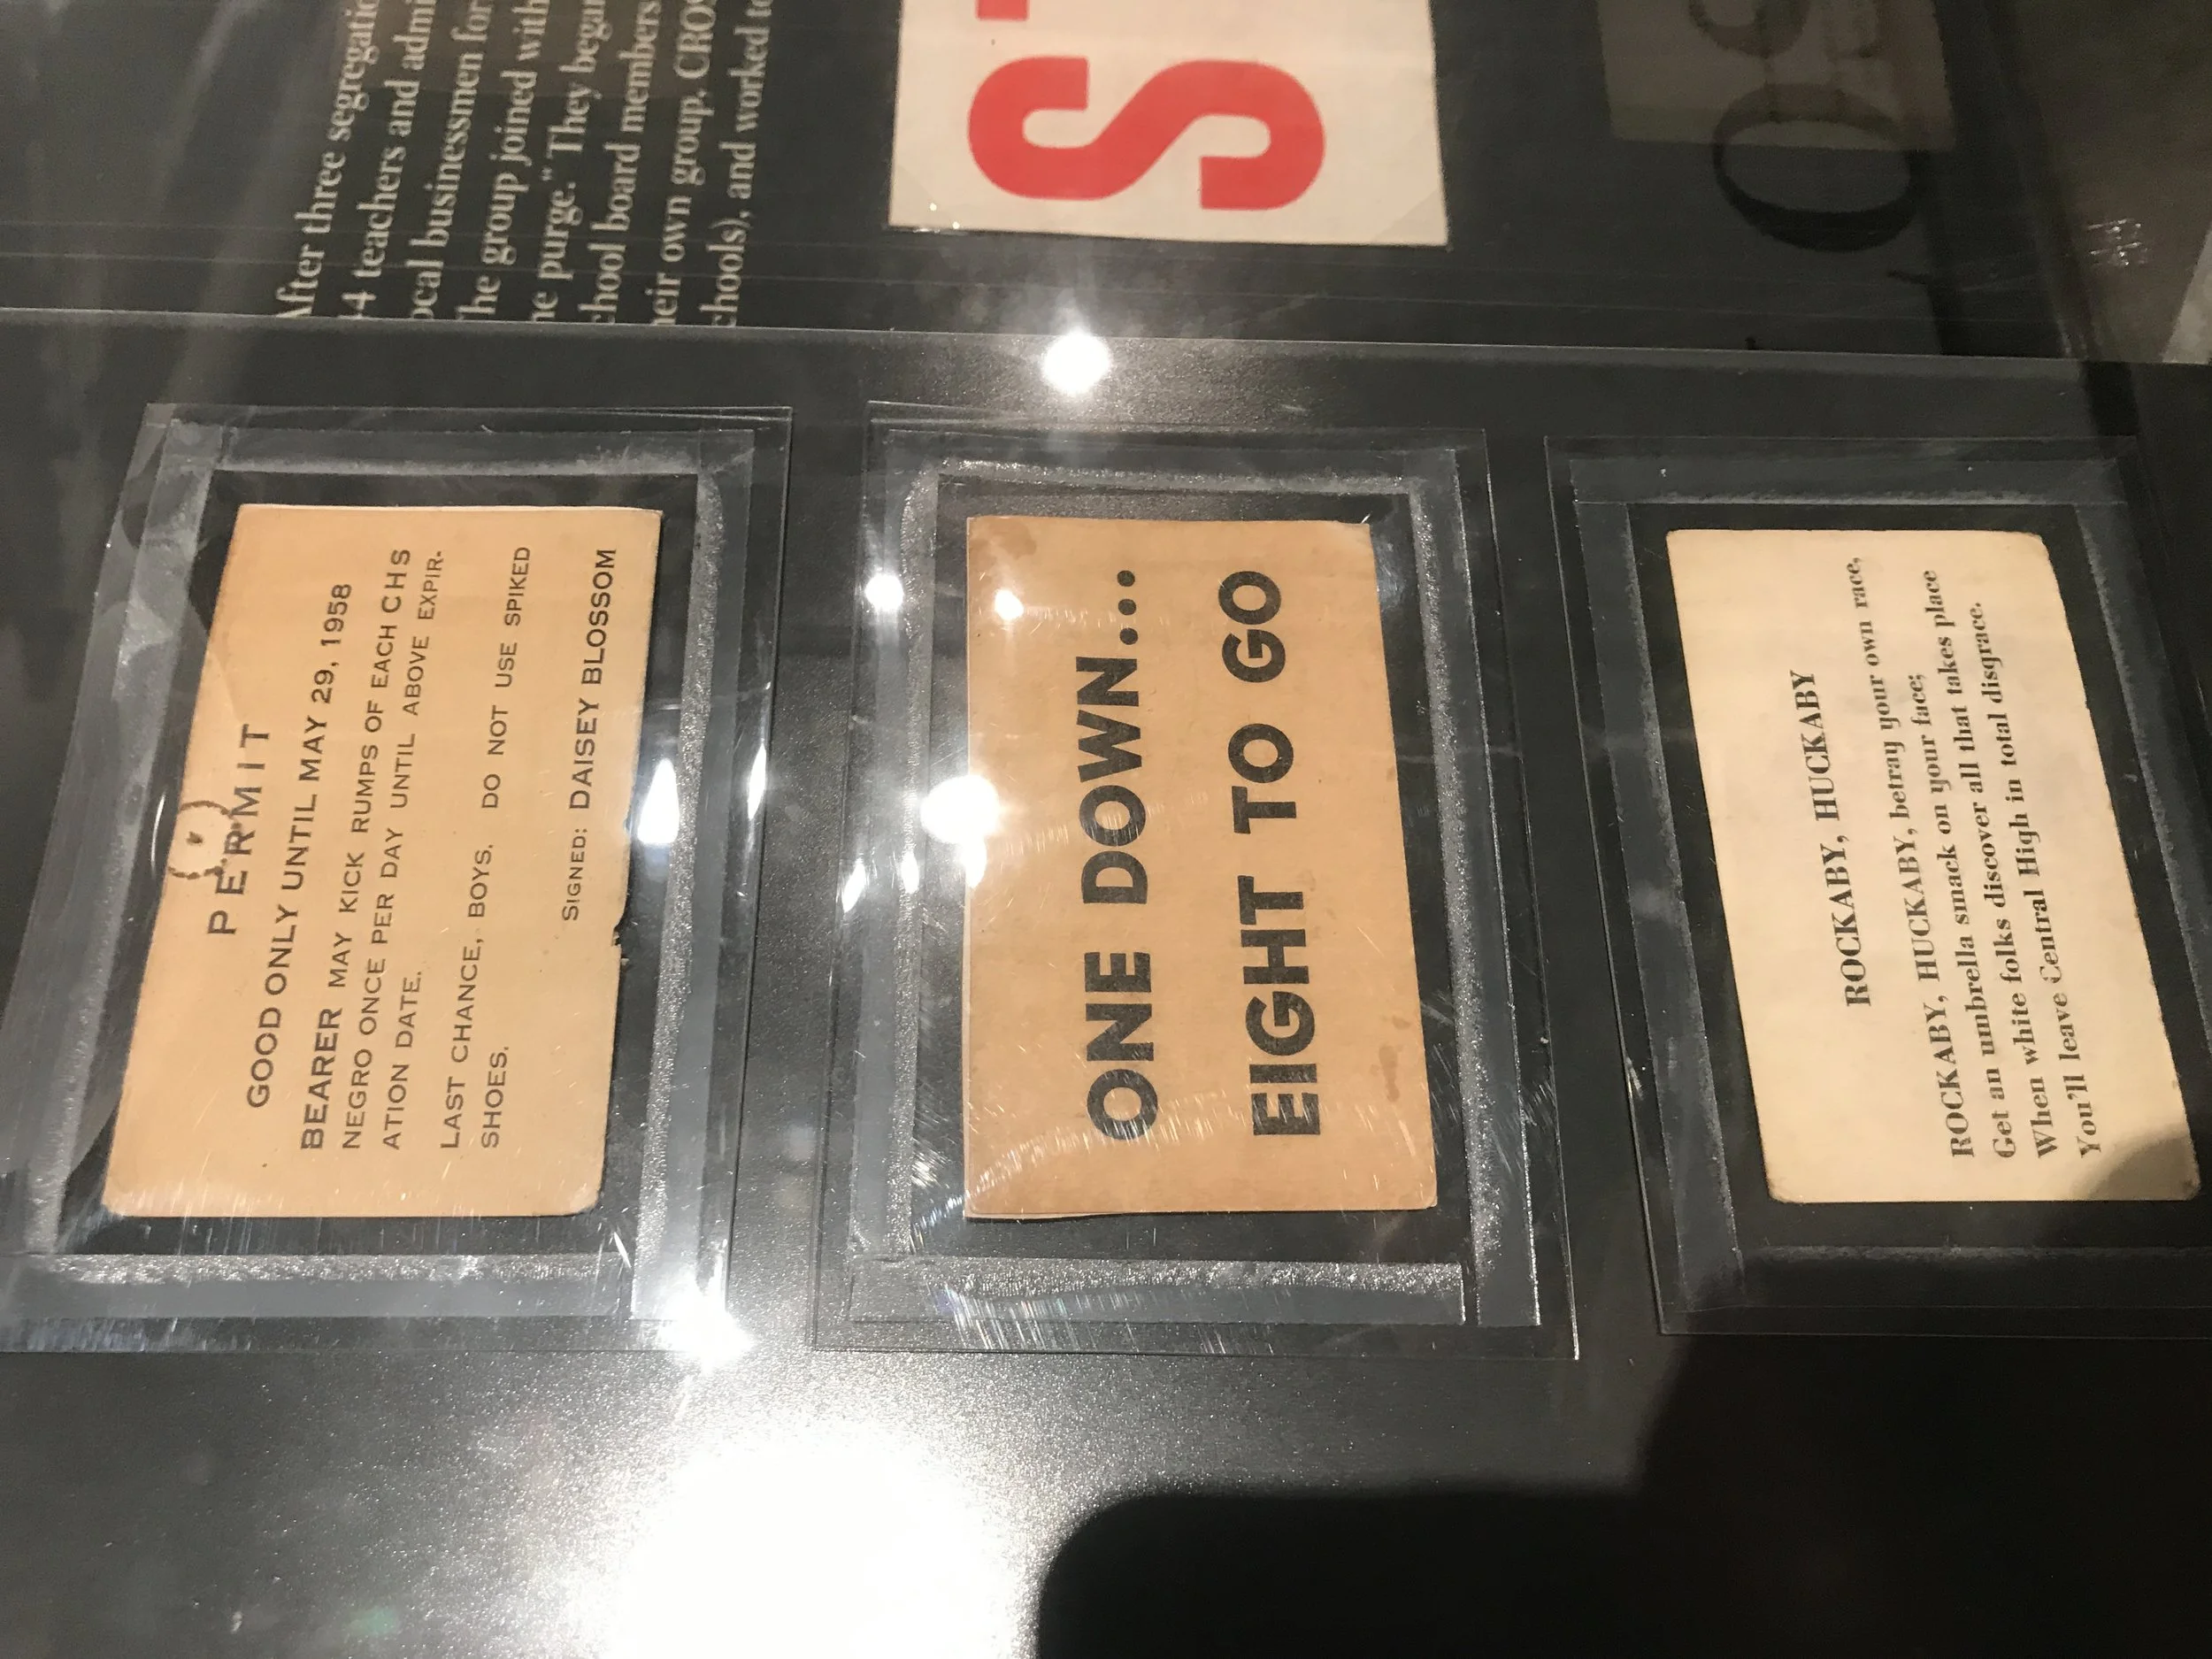 After three segregatio
44 teachers and admi
ocal businessmen for
The group joined with
he purge." They began
chool board members
heir own group, CROS
chools), and worked to
S
PERMIT
GOOD ONLY UNTIL MAY 29, 1958
BEARER MAY KICK RUMPS OF EACH CHS
NEGRO ONCE PER DAY UNTIL ABOVE EXPIR-
ATION DATE.
LAST CHANCE, BOYS. DO NOT USE SPIKED
SHOES.
SIGNED: DAISEY BLOSSOM
ONE DOWN...
EIGHT TO GO
ROCKABY, HUCKABY
ROCKABY, HUCKABY, betray your own race,
Get an umbrella smack on your face;
When white folks discover all that takes place
You'll leave Central High in total disgrace.